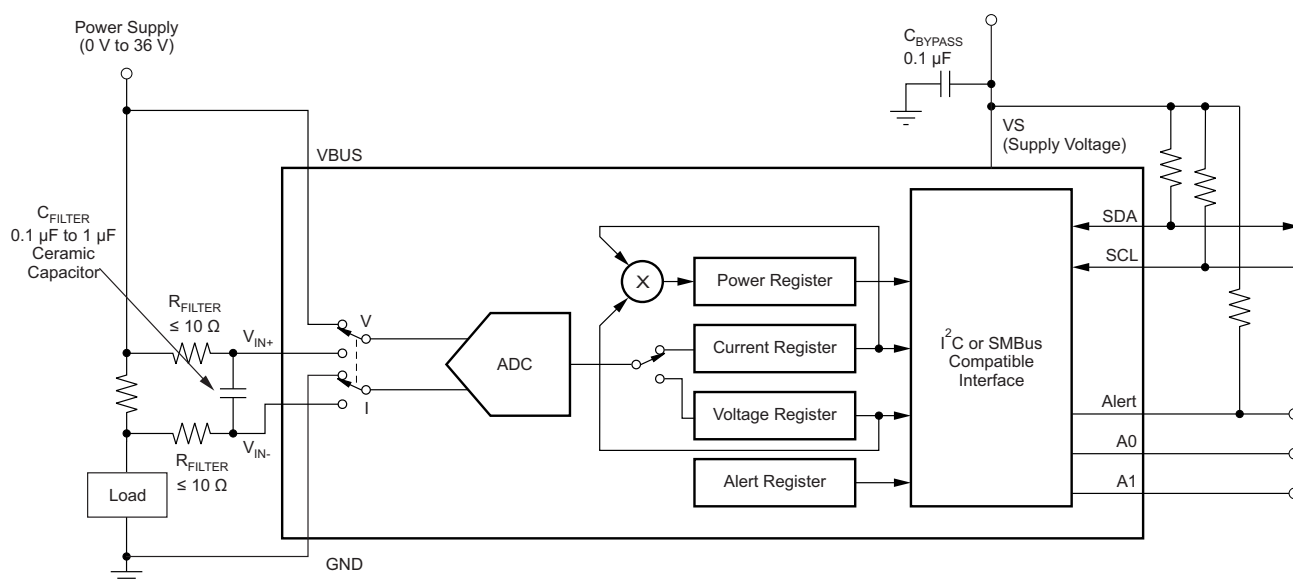 Power Supply
(0 V to 36 V)
C_BYPASS
0.1 µF
VS
(Supply Voltage)
VBUS
C_FILTER
0.1 µF to 1 µF
Ceramic
Capacitor
R_FILTER
≤ 10 Ω
V_IN+
V
I
V_IN-
R_FILTER
≤ 10 Ω
Load
GND
ADC
X
Power Register
Current Register
Voltage Register
Alert Register
I²C or SMBus
Compatible
Interface
SDA
SCL
Alert
A0
A1